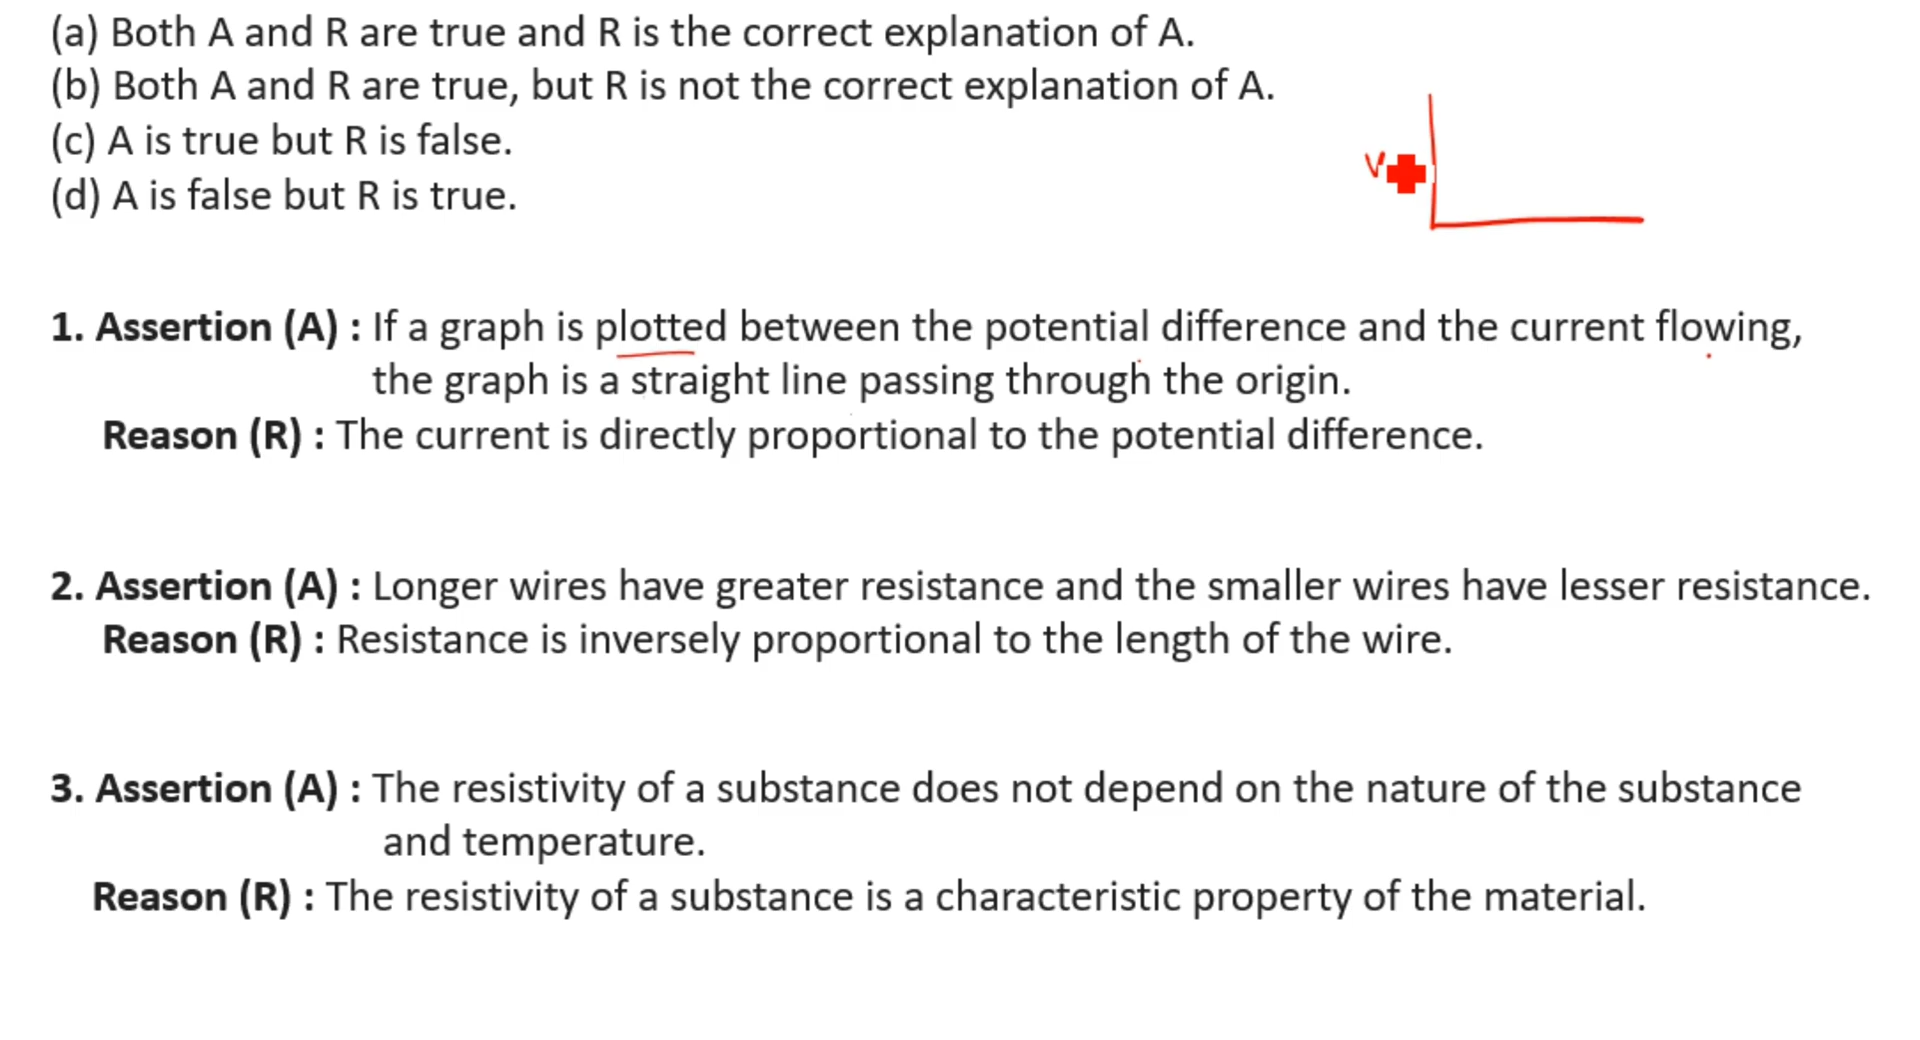 (a) Both A and R are true and R is the correct explanation of A.
(b) Both A and R are true, but R is not the correct explanation of A.
(c) A is true but R is false.
(d) A is false but R is true.
V
1. Assertion (A) : If a graph is plotted between the potential difference and the current flowing,
the graph is a straight line passing through the origin.
Reason (R) : The current is directly proportional to the potential difference.
2. Assertion (A) : Longer wires have greater resistance and the smaller wires have lesser resistance.
Reason (R) : Resistance is inversely proportional to the length of the wire.
3. Assertion (A) : The resistivity of a substance does not depend on the nature of the substance
and temperature.
Reason (R) : The resistivity of a substance is a characteristic property of the material.